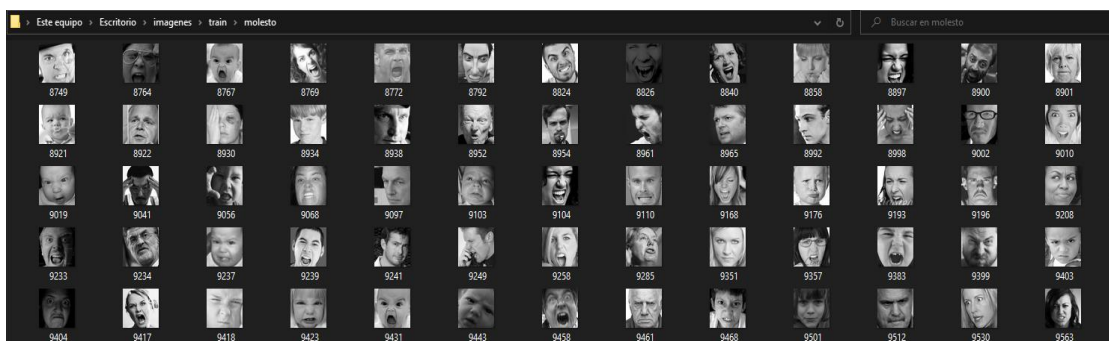 Este equipo > Escritorio > imagenes > train > molesto
Buscar en molesto
8749 8764 8767 8769 8772 8792 8824 8826 8840 8858 8897 8900 8901
8921 8922 8930 8934 8938 8952 8954 8961 8965 8992 8998 9002 9010
9019 9041 9056 9068 9097 9103 9104 9110 9168 9176 9193 9196 9208
9233 9234 9237 9239 9241 9249 9258 9285 9351 9357 9383 9399 9403
9404 9417 9418 9423 9431 9443 9458 9461 9468 9501 9512 9530 9563